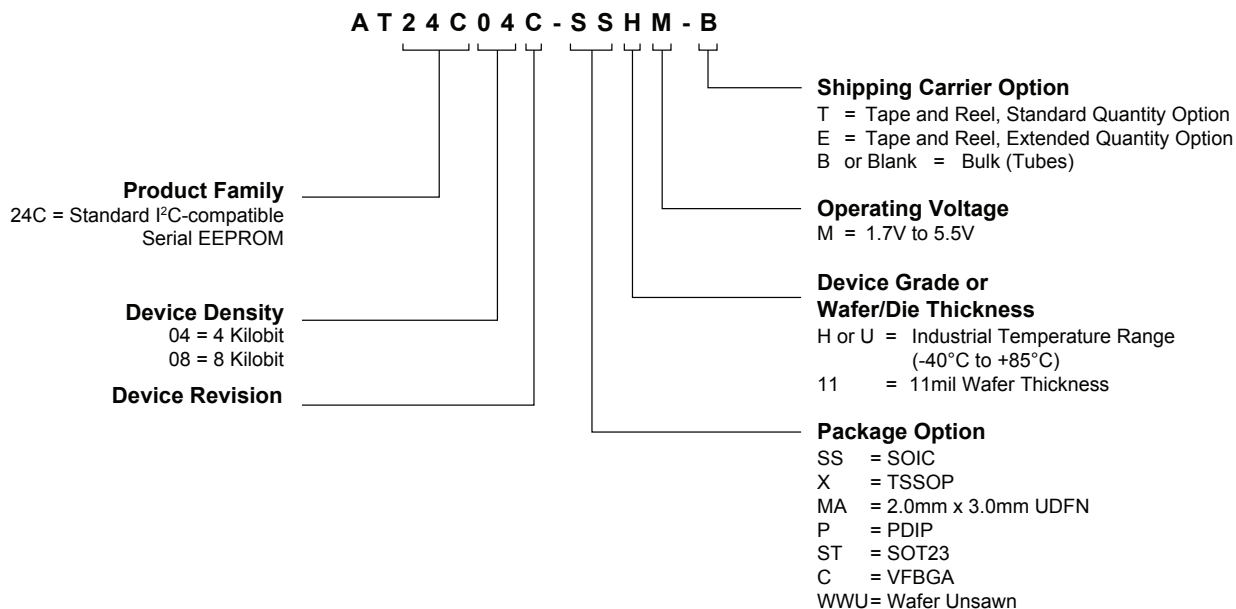 AT24C04C-SSHM-B
Shipping Carrier Option
T = Tape and Reel, Standard Quantity Option
E = Tape and Reel, Extended Quantity Option
B or Blank = Bulk (Tubes)
Product Family
24C = Standard I²C-compatible
Serial EEPROM
Operating Voltage
M = 1.7V to 5.5V
Device Density
04 = 4 Kilobit
08 = 8 Kilobit
Device Revision
Device Grade or
Wafer/Die Thickness
H or U = Industrial Temperature Range
(-40°C to +85°C)
11 = 11mil Wafer Thickness
Package Option
SS = SOIC
X = TSSOP
MA = 2.0mm x 3.0mm UDFN
P = PDIP
ST = SOT23
C = VFBGA
WWU= Wafer Unsawn